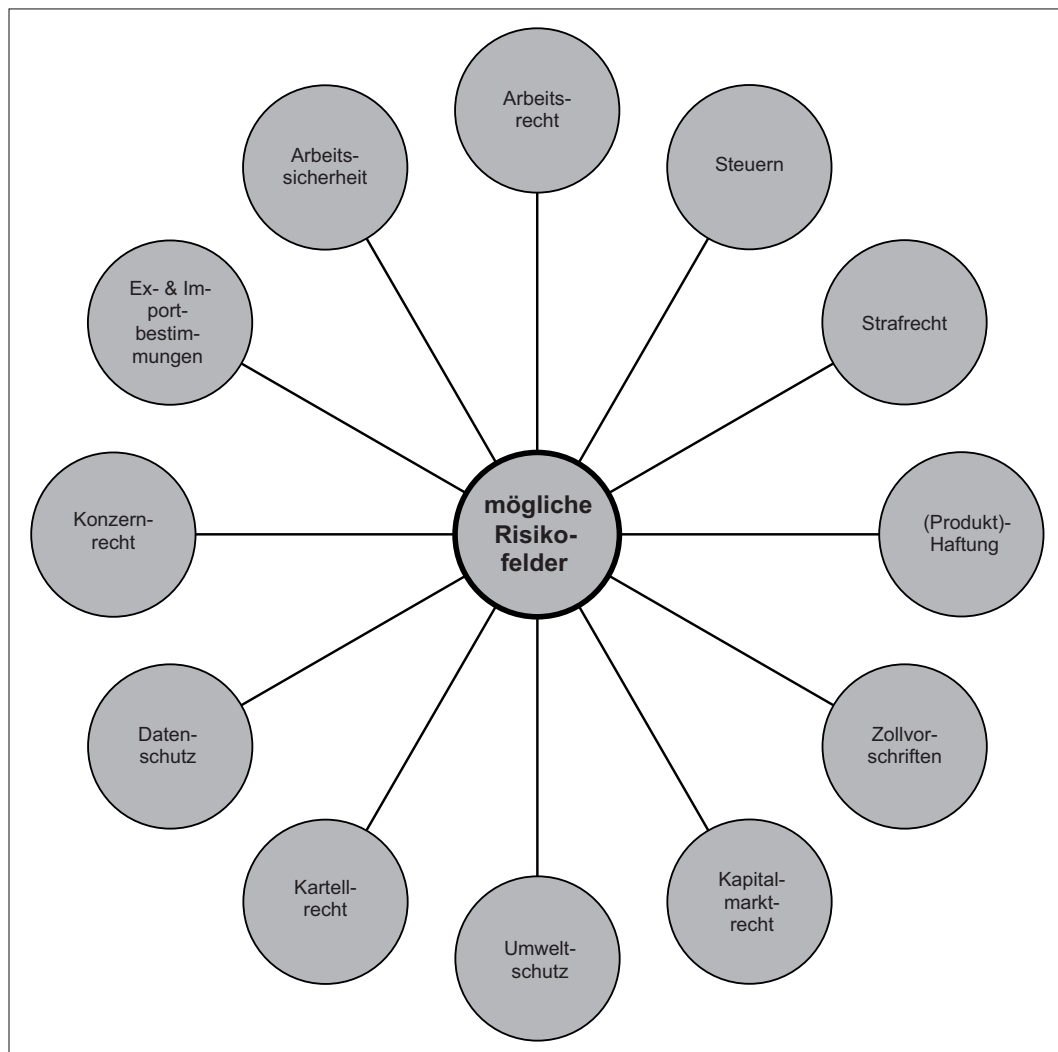 Arbeits-
recht
Steuern
Strafrecht
(Produkt)-
Haftung
Zollvor-
schriften
Kapital-
markt-
recht
Umwelt-
schutz
Kartell-
recht
Daten-
schutz
Konzern-
recht
Ex- & Im-
port-
bestim-
mungen
Arbeits-
sicherheit
mögliche
Risiko-
felder